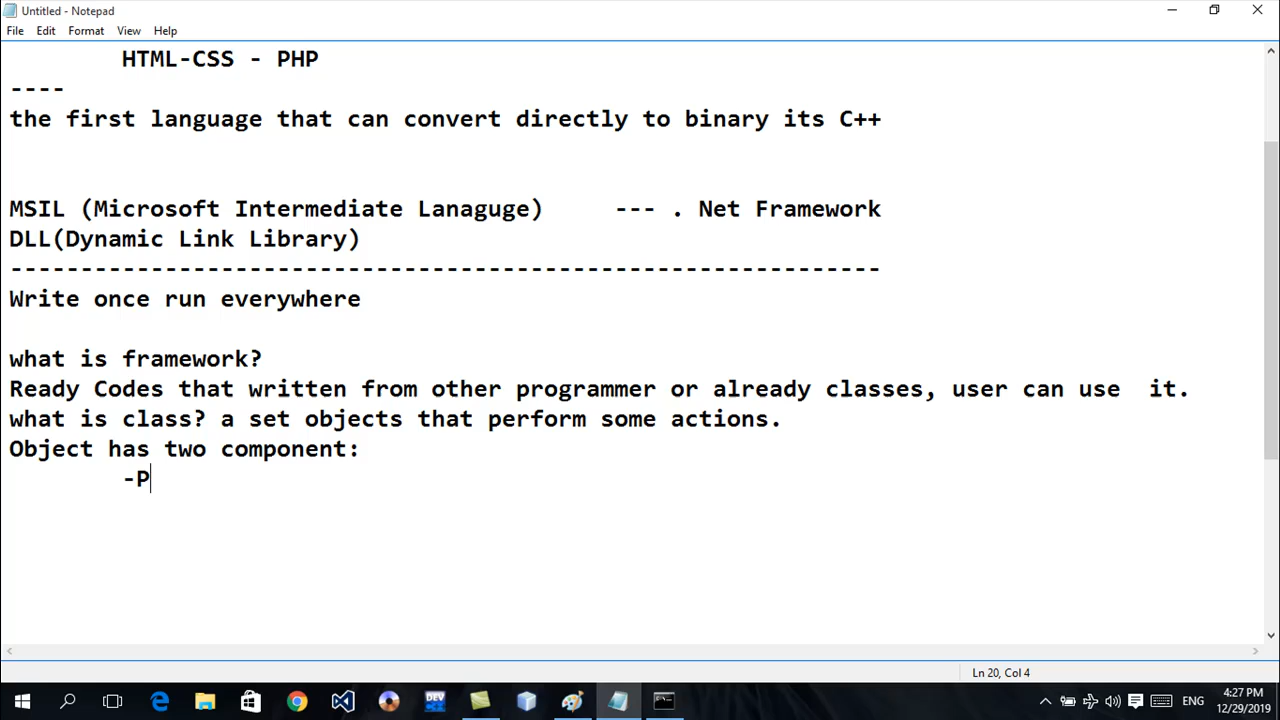 Untitled - Notepad
File Edit Format View Help
HTML-CSS - PHP
----
the first language that can convert directly to binary its C++
MSIL (Microsoft Intermediate Lanaguge) --- . Net Framework
DLL(Dynamic Link Library)
--------------------------------------------------------------
Write once run everywhere
what is framework?
Ready Codes that written from other programmer or already classes, user can use  it.
what is class? a set objects that perform some actions.
Object has two component:
-P
Ln 20, Col 4
DEV
ENG
4:27 PM
12/29/2019